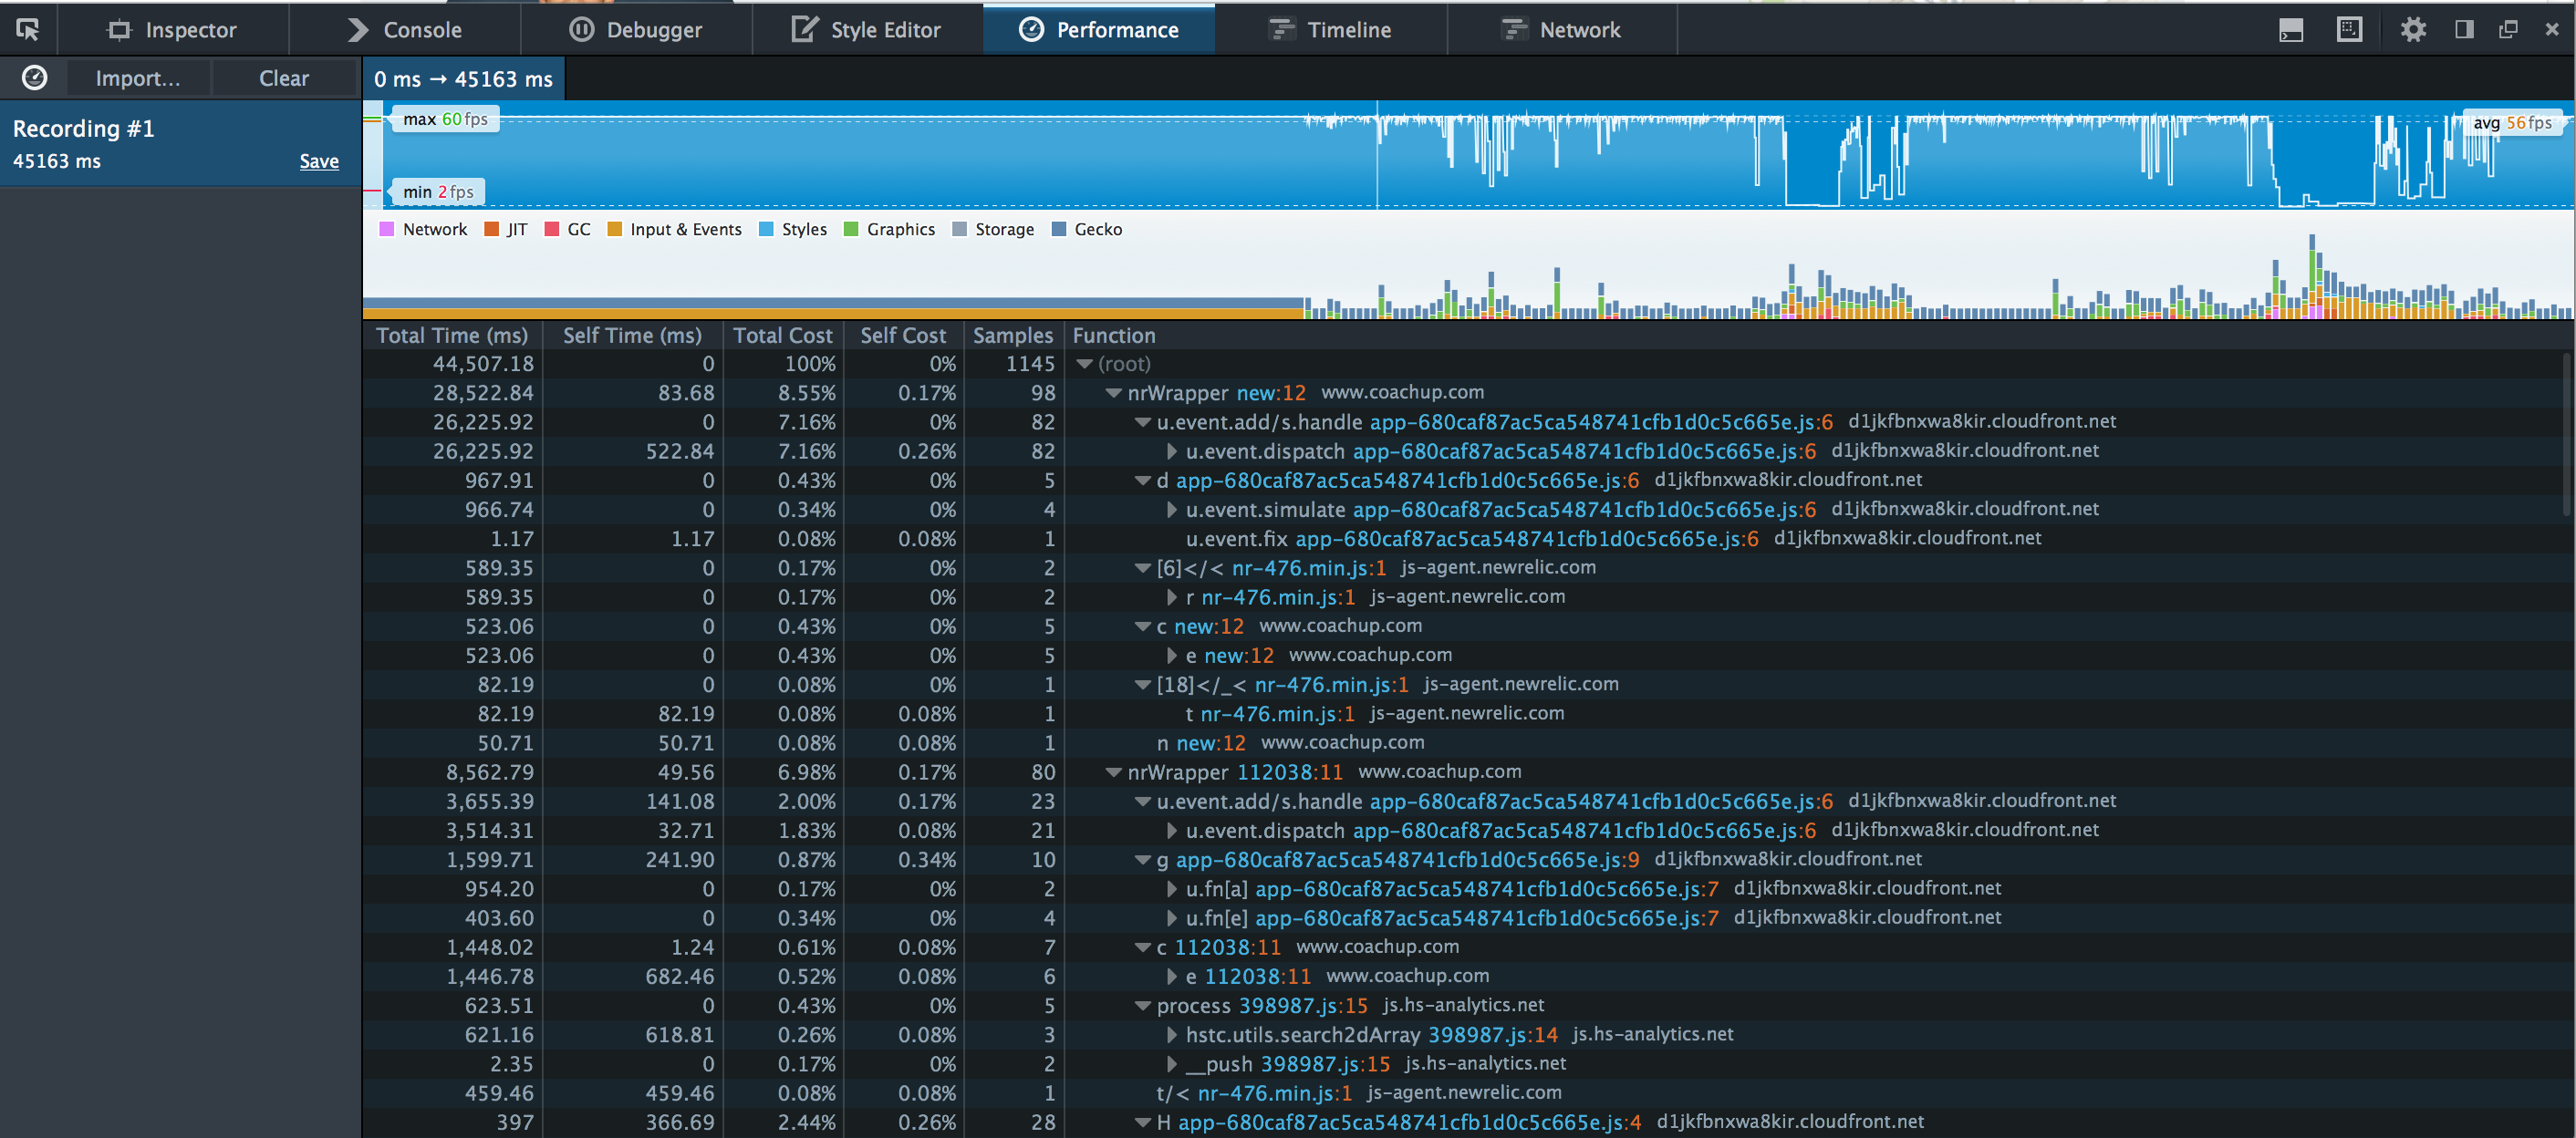 Inspector Console Debugger Style Editor Performance Timeline Network
Import... Clear 0 ms → 45163 ms
Recording #1
45163 ms Save
max 60 fps
avg 56 fps
min 2 fps
Network JIT GC Input & Events Styles Graphics Storage Gecko
Total Time (ms) Self Time (ms) Total Cost Self Cost Samples Function
44,507.18 0 100% 0% 1145 (root)
28,522.84 83.68 8.55% 0.17% 98 nrWrapper new:12 www.coachup.com
26,225.92 0 7.16% 0% 82 u.event.add/s.handle app-680caf87ac5ca548741cfb1d0c5c665e.js:6 d1jkfbnxwa8kir.cloudfront.net
26,225.92 522.84 7.16% 0.26% 82 u.event.dispatch app-680caf87ac5ca548741cfb1d0c5c665e.js:6 d1jkfbnxwa8kir.cloudfront.net
967.91 0 0.43% 0% 5 d app-680caf87ac5ca548741cfb1d0c5c665e.js:6 d1jkfbnxwa8kir.cloudfront.net
966.74 0 0.34% 0% 4 u.event.simulate app-680caf87ac5ca548741cfb1d0c5c665e.js:6 d1jkfbnxwa8kir.cloudfront.net
1.17 1.17 0.08% 0.08% 1 u.event.fix app-680caf87ac5ca548741cfb1d0c5c665e.js:6 d1jkfbnxwa8kir.cloudfront.net
589.35 0 0.17% 0% 2 [6]</< nr-476.min.js:1 js-agent.newrelic.com
589.35 0 0.17% 0% 2 r nr-476.min.js:1 js-agent.newrelic.com
523.06 0 0.43% 0% 5 c new:12 www.coachup.com
523.06 0 0.43% 0% 5 e new:12 www.coachup.com
82.19 0 0.08% 0% 1 [18]</_< nr-476.min.js:1 js-agent.newrelic.com
82.19 82.19 0.08% 0.08% 1 t nr-476.min.js:1 js-agent.newrelic.com
50.71 50.71 0.08% 0.08% 1 n new:12 www.coachup.com
8,562.79 49.56 6.98% 0.17% 80 nrWrapper 112038:11 www.coachup.com
3,655.39 141.08 2.00% 0.17% 23 u.event.add/s.handle app-680caf87ac5ca548741cfb1d0c5c665e.js:6 d1jkfbnxwa8kir.cloudfront.net
3,514.31 32.71 1.83% 0.08% 21 u.event.dispatch app-680caf87ac5ca548741cfb1d0c5c665e.js:6 d1jkfbnxwa8kir.cloudfront.net
1,599.71 241.90 0.87% 0.34% 10 g app-680caf87ac5ca548741cfb1d0c5c665e.js:9 d1jkfbnxwa8kir.cloudfront.net
954.20 0 0.17% 0% 2 u.fn[a] app-680caf87ac5ca548741cfb1d0c5c665e.js:7 d1jkfbnxwa8kir.cloudfront.net
403.60 0 0.34% 0% 4 u.fn[e] app-680caf87ac5ca548741cfb1d0c5c665e.js:7 d1jkfbnxwa8kir.cloudfront.net
1,448.02 1.24 0.61% 0.08% 7 c 112038:11 www.coachup.com
1,446.78 682.46 0.52% 0.08% 6 e 112038:11 www.coachup.com
623.51 0 0.43% 0% 5 process 398987.js:15 js.hs-analytics.net
621.16 618.81 0.26% 0.08% 3 hstc.utils.search2dArray 398987.js:14 js.hs-analytics.net
2.35 0 0.17% 0% 2 __push 398987.js:15 js.hs-analytics.net
459.46 459.46 0.08% 0.08% 1 t/< nr-476.min.js:1 js-agent.newrelic.com
397 366.69 2.44% 0.26% 28 H app-680caf87ac5ca548741cfb1d0c5c665e.js:4 d1jkfbnxwa8kir.cloudfront.net